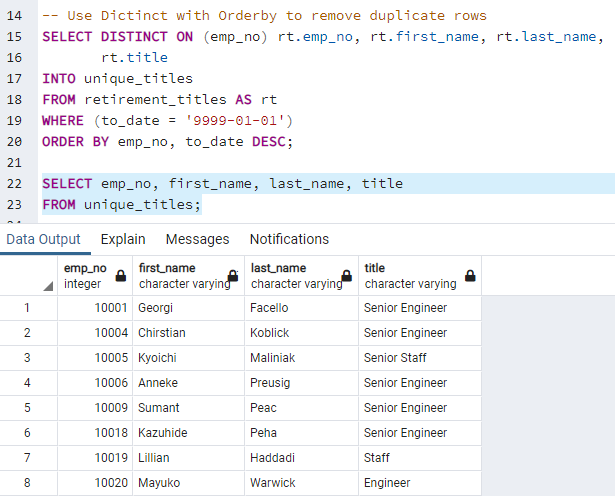 14 -- Use Dictinct with Orderby to remove duplicate rows
15 SELECT DISTINCT ON (emp_no) rt.emp_no, rt.first_name, rt.last_name,
16 rt.title
17 INTO unique_titles
18 FROM retirement_titles AS rt
19 WHERE (to_date = '9999-01-01')
20 ORDER BY emp_no, to_date DESC;
21
22 SELECT emp_no, first_name, last_name, title
23 FROM unique_titles;
Data Output Explain Messages Notifications
emp_no first_name last_name title
integer character varying character varying character varying
1 10001 Georgi Facello Senior Engineer
2 10004 Chirstian Koblick Senior Engineer
3 10005 Kyoichi Maliniak Senior Staff
4 10006 Anneke Preusig Senior Engineer
5 10009 Sumant Peac Senior Engineer
6 10018 Kazuhide Peha Senior Engineer
7 10019 Lillian Haddadi Staff
8 10020 Mayuko Warwick Engineer